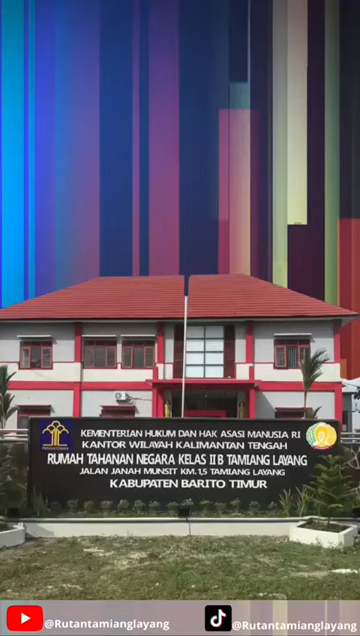 KEMENTERIAN HUKUM DAN HAK ASASI MANUSIA RI
KANTOR WILAYAH KALIMANTAN TENGAH
RUMAH TAHANAN NEGARA KELAS II B TAMIANG LAYANG
JALAN JANAH MUNSIT KM. 1,5 TAMIANG LAYANG
KABUPATEN BARITO TIMUR
PENGAYOMAN
@Rutantamianglayang @Rutantamianglayang